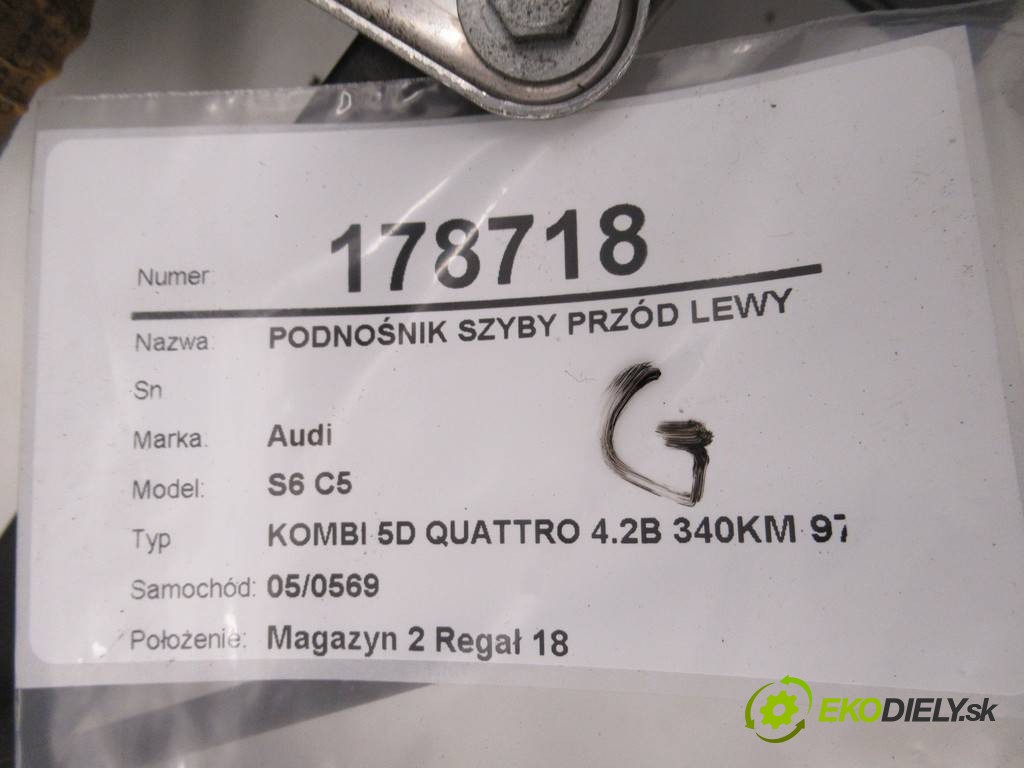 Numer: 178718
Nazwa: PODNOŚNIK SZYBY PRZÓD LEWY
Sn
G
Marka: Audi
Model: S6 C5
Typ KOMBI 5D QUATTRO 4.2B 340KM 97
Samochód: 05/0569
Położenie: Magazyn 2 Regał 18
EKODIELY.sk